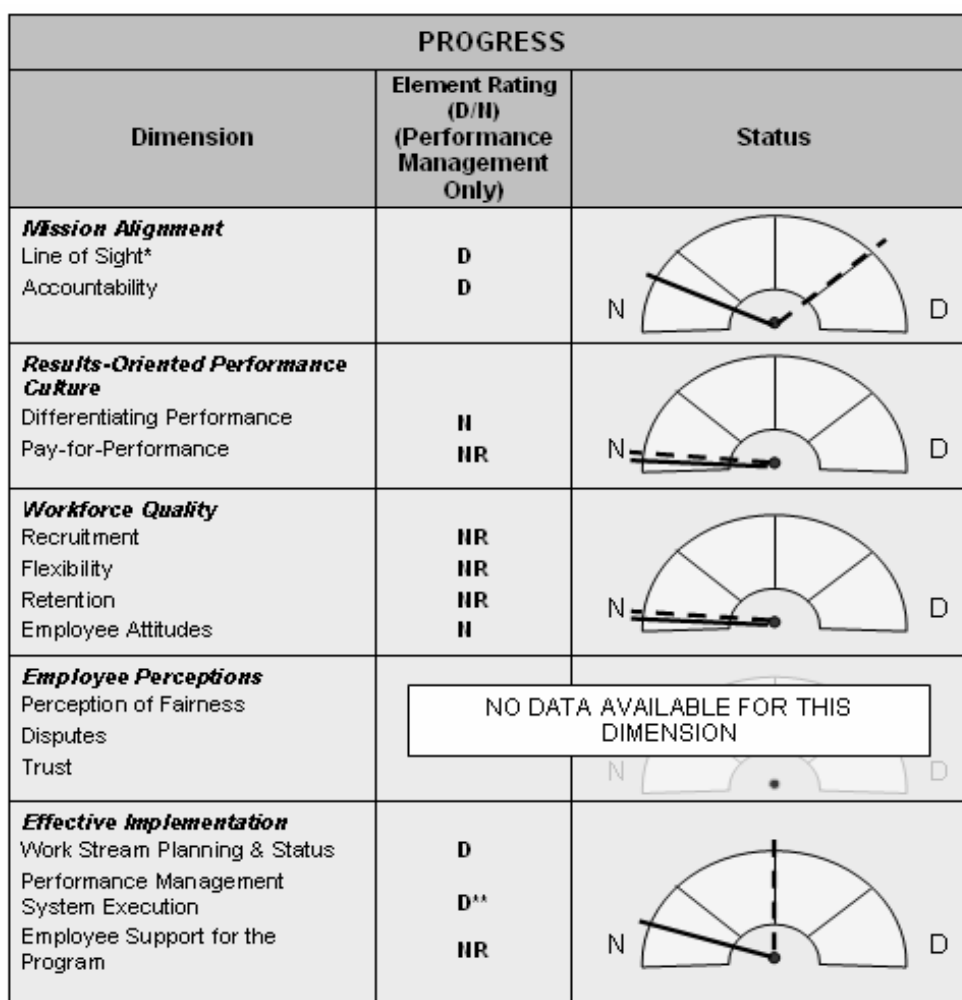 PROGRESS
Dimension
Element Rating
(D/N)
(Performance
Management
Only)
Status
Mission Alignment
Line of Sight*
D
Accountability
D
N
D
Results-Oriented Performance
Culture
Differentiating Performance
N
Pay-for-Performance
NR
N
D
Workforce Quality
Recruitment
NR
Flexibility
NR
Retention
NR
Employee Attitudes
N
N
D
Employee Perceptions
Perception of Fairness
Disputes
Trust
NO DATA AVAILABLE FOR THIS
DIMENSION
N
D
Effective Implementation
Work Stream Planning & Status
D
Performance Management
System Execution
D**
Employee Support for the
Program
NR
N
D